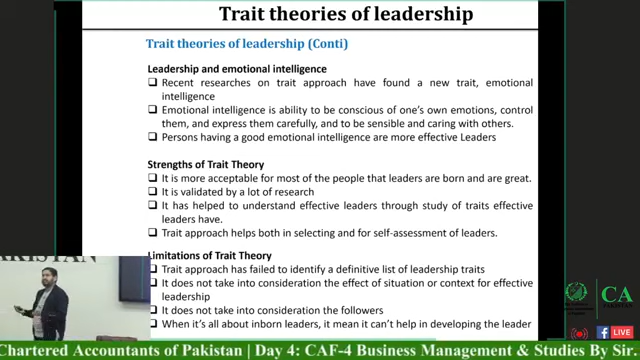 Trait theories of leadership
Trait theories of leadership (Conti)
Leadership and emotional intelligence
Recent researches on trait approach have found a new trait, emotional
intelligence
Emotional intelligence is ability to be conscious of one's own emotions, control
them, and express them carefully, and to be sensible and caring with others.
Persons having a good emotional intelligence are more effective Leaders
Strengths of Trait Theory
It is more acceptable for most of the people that leaders are born and are great.
It is validated by a lot of research
It has helped to understand effective leaders through study of traits effective
leaders have.
Trait approach helps both in selecting and for self-assessment of leaders.
Limitations of Trait Theory
Trait approach has failed to identify a definitive list of leadership traits
It does not take into consideration the effect of situation or context for effective
leadership
It does not take into consideration the followers
When it's all about inborn leaders, it mean it can't help in developing the leader
KISTAN
CA
PAKISTAN
LIVE
Chartered Accountants of Pakistan | Day 4: CAF-4 Business Management & Studies By Sir